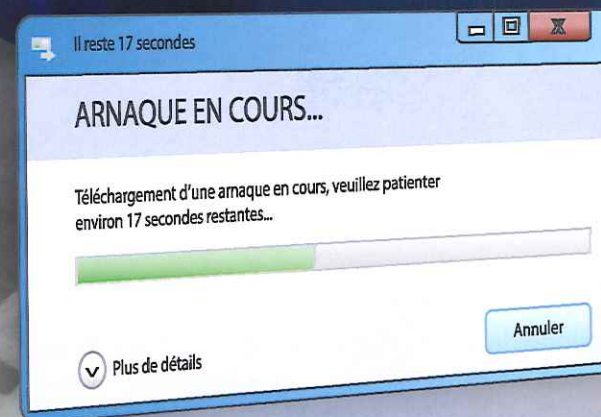 Il reste 17 secondes
ARNAQUE EN COURS...
Téléchargement d'une arnaque en cours, veuillez patienter
environ 17 secondes restantes...
Annuler
Plus de détails